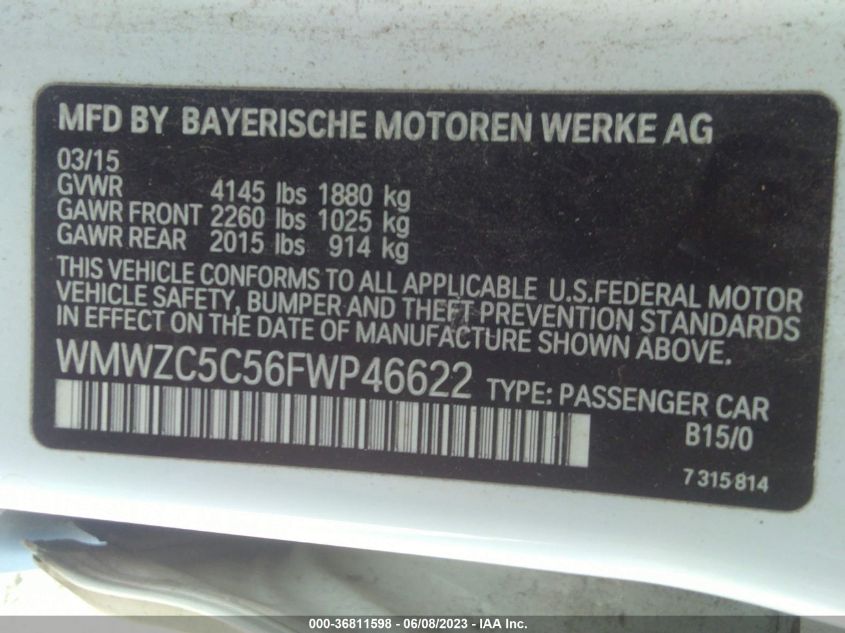 MFD BY BAYERISCHE MOTOREN WERKE AG
03/15
GVWR 4145 lbs 1880 kg
GAWR FRONT 2260 lbs 1025 kg
GAWR REAR 2015 lbs 914 kg
THIS VEHICLE CONFORMS TO ALL APPLICABLE U.S.FEDERAL MOTOR
VEHICLE SAFETY, BUMPER AND THEFT PREVENTION STANDARDS
IN EFFECT ON THE DATE OF MANUFACTURE SHOWN ABOVE.
WMWZC5C56FWP46622 TYPE: PASSENGER CAR
B15/0
7 315 814
000-36811598 - 06/08/2023 - IAA Inc.